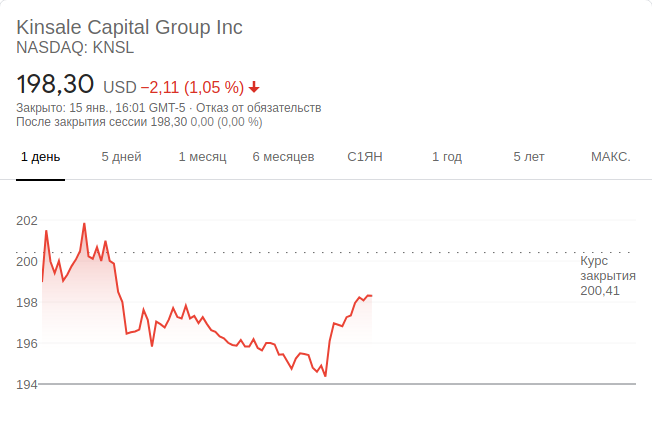 Kinsale Capital Group Inc
NASDAQ: KNSL
198,30 USD −2,11 (1,05 %)
Закрыто: 15 янв., 16:01 GMT-5 · Отказ от обязательств
После закрытия сессии 198,30 0,00 (0,00 %)
1 день 5 дней 1 месяц 6 месяцев С1ЯН 1 год 5 лет МАКС.
202
200
198
196
194
Курс
закрытия
200,41